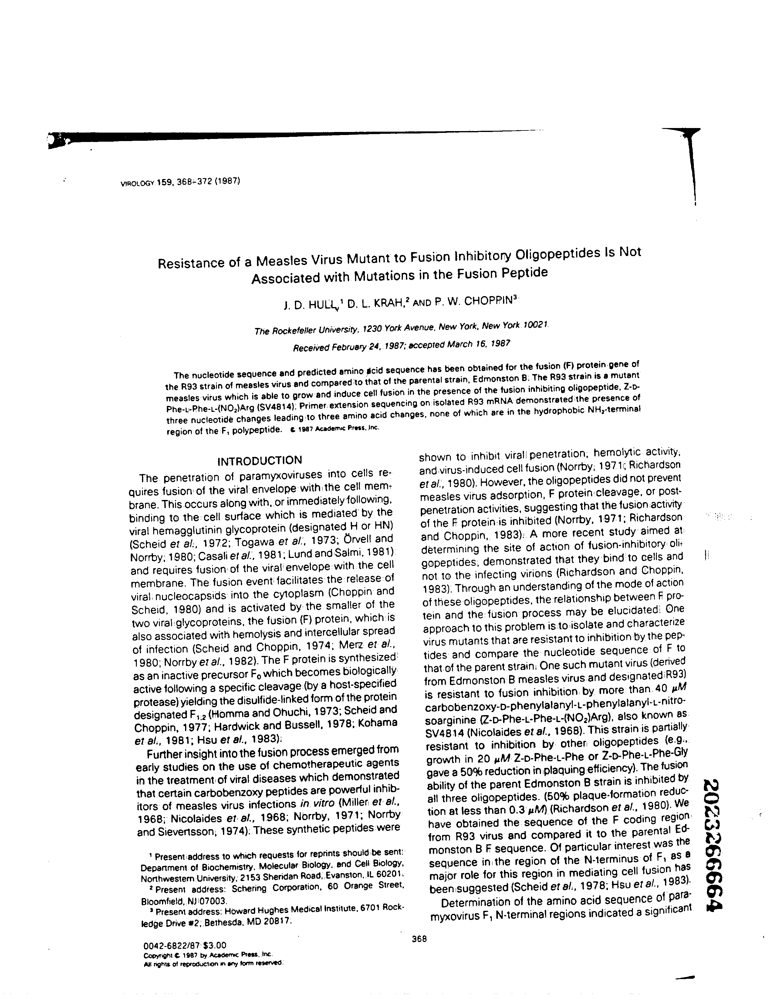 VIROLOGY 159, 368-372 (1987)
Resistance of a Measles Virus Mutant to Fusion Inhibitory Oligopeptides Is Not
Associated with Mutations in the Fusion Peptide
J. D. HULL,¹ D. L. KRAH,² AND P. W. CHOPPIN³
The Rockefeller University, 1230 York Avenue, New York, New York 10021
Received February 24, 1987; accepted March 16, 1987
The nucleotide sequence and predicted amino acid sequence has been obtained for the fusion (F) protein gene of
the R93 strain of measles virus and compared to that of the parental strain, Edmonston B. The R93 strain is a mutant
measles virus which is able to grow and induce cell fusion in the presence of the fusion inhibiting oligopeptide, Z-D-
Phe-L-Phe-L-(NO₂)Arg (SV4814). Primer extension sequencing on isolated R93 mRNA demonstrated the presence of
three nucleotide changes leading to three amino acid changes, none of which are in the hydrophobic NH₂-terminal
region of the F₁ polypeptide. © 1987 Academic Press, Inc.
INTRODUCTION
The penetration of paramyxoviruses into cells re-
quires fusion of the viral envelope with the cell mem-
brane. This occurs along with, or immediately following,
binding to the cell surface which is mediated by the
viral hemagglutinin glycoprotein (designated H or HN)
(Scheid et al., 1972; Togawa et al., 1973; Örvell and
Norrby, 1980; Casali et al., 1981; Lund and Salmi, 1981)
and requires fusion of the viral envelope with the cell
membrane. The fusion event facilitates the release of
viral nucleocapsids into the cytoplasm (Choppin and
Scheid, 1980) and is activated by the smaller of the
two viral glycoproteins, the fusion (F) protein, which is
also associated with hemolysis and intercellular spread
of infection (Scheid and Choppin, 1974; Merz et al.,
1980; Norrby et al., 1982). The F protein is synthesized
as an inactive precursor F₀ which becomes biologically
active following a specific cleavage (by a host-specified
protease) yielding the disulfide-linked form of the protein
designated F₁,₂ (Homma and Ohuchi, 1973; Scheid and
Choppin, 1977; Hardwick and Bussell, 1978; Kohama
et al., 1981; Hsu et al., 1983).
Further insight into the fusion process emerged from
early studies on the use of chemotherapeutic agents
in the treatment of viral diseases which demonstrated
that certain carbobenzoxy peptides are powerful inhib-
itors of measles virus infections in vitro (Miller et al.,
1968; Nicolaides et al., 1968; Norrby, 1971; Norrby
and Sievertsson, 1974). These synthetic peptides were
¹ Present address to which requests for reprints should be sent:
Department of Biochemistry, Molecular Biology, and Cell Biology,
Northwestern University, 2153 Sheridan Road, Evanston, IL 60201.
² Present address: Schering Corporation, 60 Orange Street,
Bloomfield, NJ 07003.
³ Present address: Howard Hughes Medical Institute, 6701 Rock-
ledge Drive #2, Bethesda, MD 20817.
shown to inhibit viral penetration, hemolytic activity,
and virus-induced cell fusion (Norrby, 1971; Richardson
et al., 1980). However, the oligopeptides did not prevent
measles virus adsorption, F protein cleavage, or post-
penetration activities, suggesting that the fusion activity
of the F protein is inhibited (Norrby, 1971; Richardson
and Choppin, 1983). A more recent study aimed at
determining the site of action of fusion-inhibitory oli-
gopeptides, demonstrated that they bind to cells and
not to the infecting virions (Richardson and Choppin,
1983). Through an understanding of the mode of action
of these oligopeptides, the relationship between F pro-
tein and the fusion process may be elucidated. One
approach to this problem is to isolate and characterize
virus mutants that are resistant to inhibition by the pep-
tides and compare the nucleotide sequence of F to
that of the parent strain. One such mutant virus (derived
from Edmonston B measles virus and designated R93)
is resistant to fusion inhibition by more than 40 μM
carbobenzoxy-D-phenylalanyl-L-phenylalanyl-L-nitro-
soarginine (Z-D-Phe-L-Phe-L-(NO₂)Arg), also known as
SV4814 (Nicolaides et al., 1968). This strain is partially
resistant to inhibition by other oligopeptides (e.g.,
growth in 20 μM Z-D-Phe-L-Phe or Z-D-Phe-L-Phe-Gly
gave a 50% reduction in plaquing efficiency). The fusion
ability of the parent Edmonston B strain is inhibited by
all three oligopeptides. (50% plaque-formation reduc-
tion at less than 0.3 μM) (Richardson et al., 1980). We
have obtained the sequence of the F coding region
from R93 virus and compared it to the parental Ed-
monston B F sequence. Of particular interest was the
sequence in the region of the N-terminus of F₁ as a
major role for this region in mediating cell fusion has
been suggested (Scheid et al., 1978; Hsu et al., 1983).
Determination of the amino acid sequence of para-
myxovirus F₁ N-terminal regions indicated a significant
0042-6822/87 $3.00
Copyright © 1987 by Academic Press, Inc.
All rights of reproduction in any form reserved.
368
2023266664